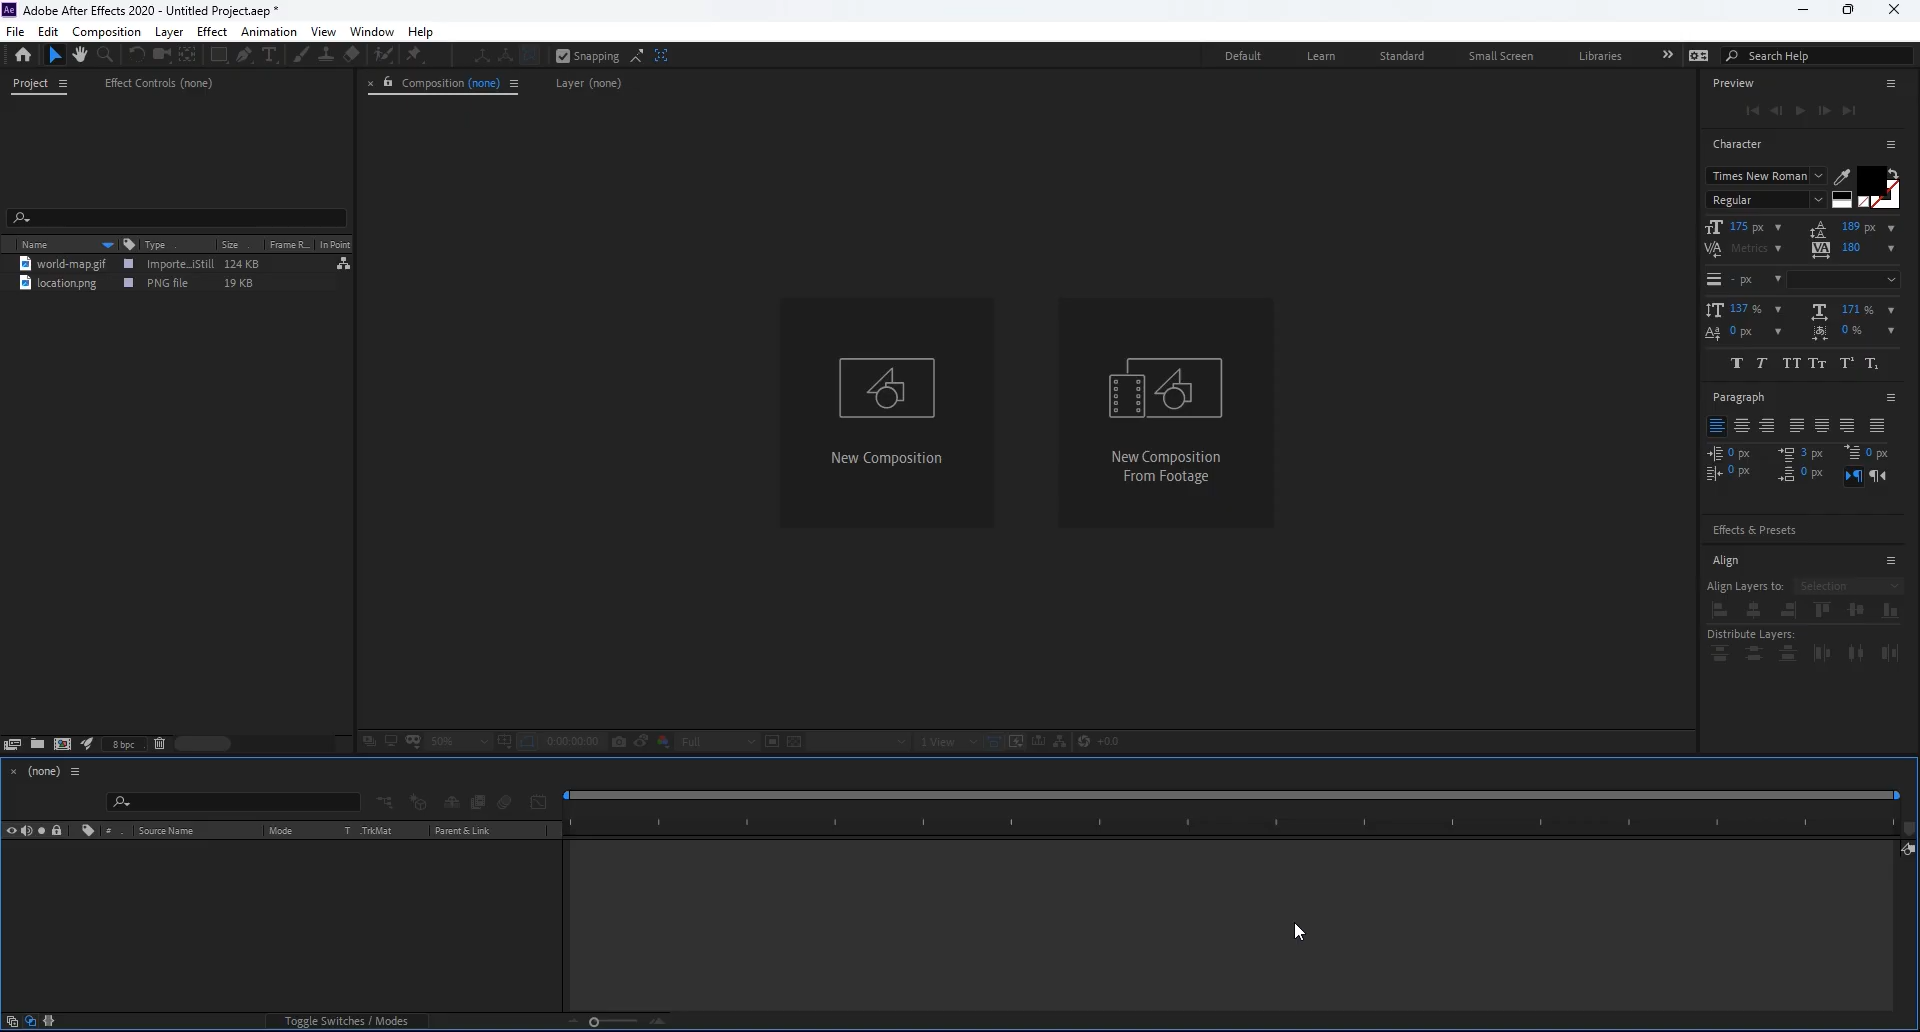 Ae Adobe After Effects 2020 - Untitled Project.aep *
File Edit Composition Layer Effect Animation View Window Help
Snapping Default Learn Standard Small Screen Libraries Search Help
Project Effect Controls (none) Composition (none) Layer (none) Preview
Character
Times New Roman
Regular
175 px 189 px
Metrics 180
- px
137 % 171 %
0 px 0 %
T T TT Tt T¹ T₁
Paragraph
0 px 3 px 0 px
0 px 0 px
Effects & Presets
Align
Align Layers to: Selection
Distribute Layers:
Name Type Size Frame R... In Point
world-map.gif Importe...iStill 124 KB
location.png PNG file 19 KB
New Composition
New Composition
From Footage
8 bpc
50% 0:00:00:00 Full 1 View +0.0
(none)
# Source Name Mode T .TrkMat Parent & Link
Toggle Switches / Modes